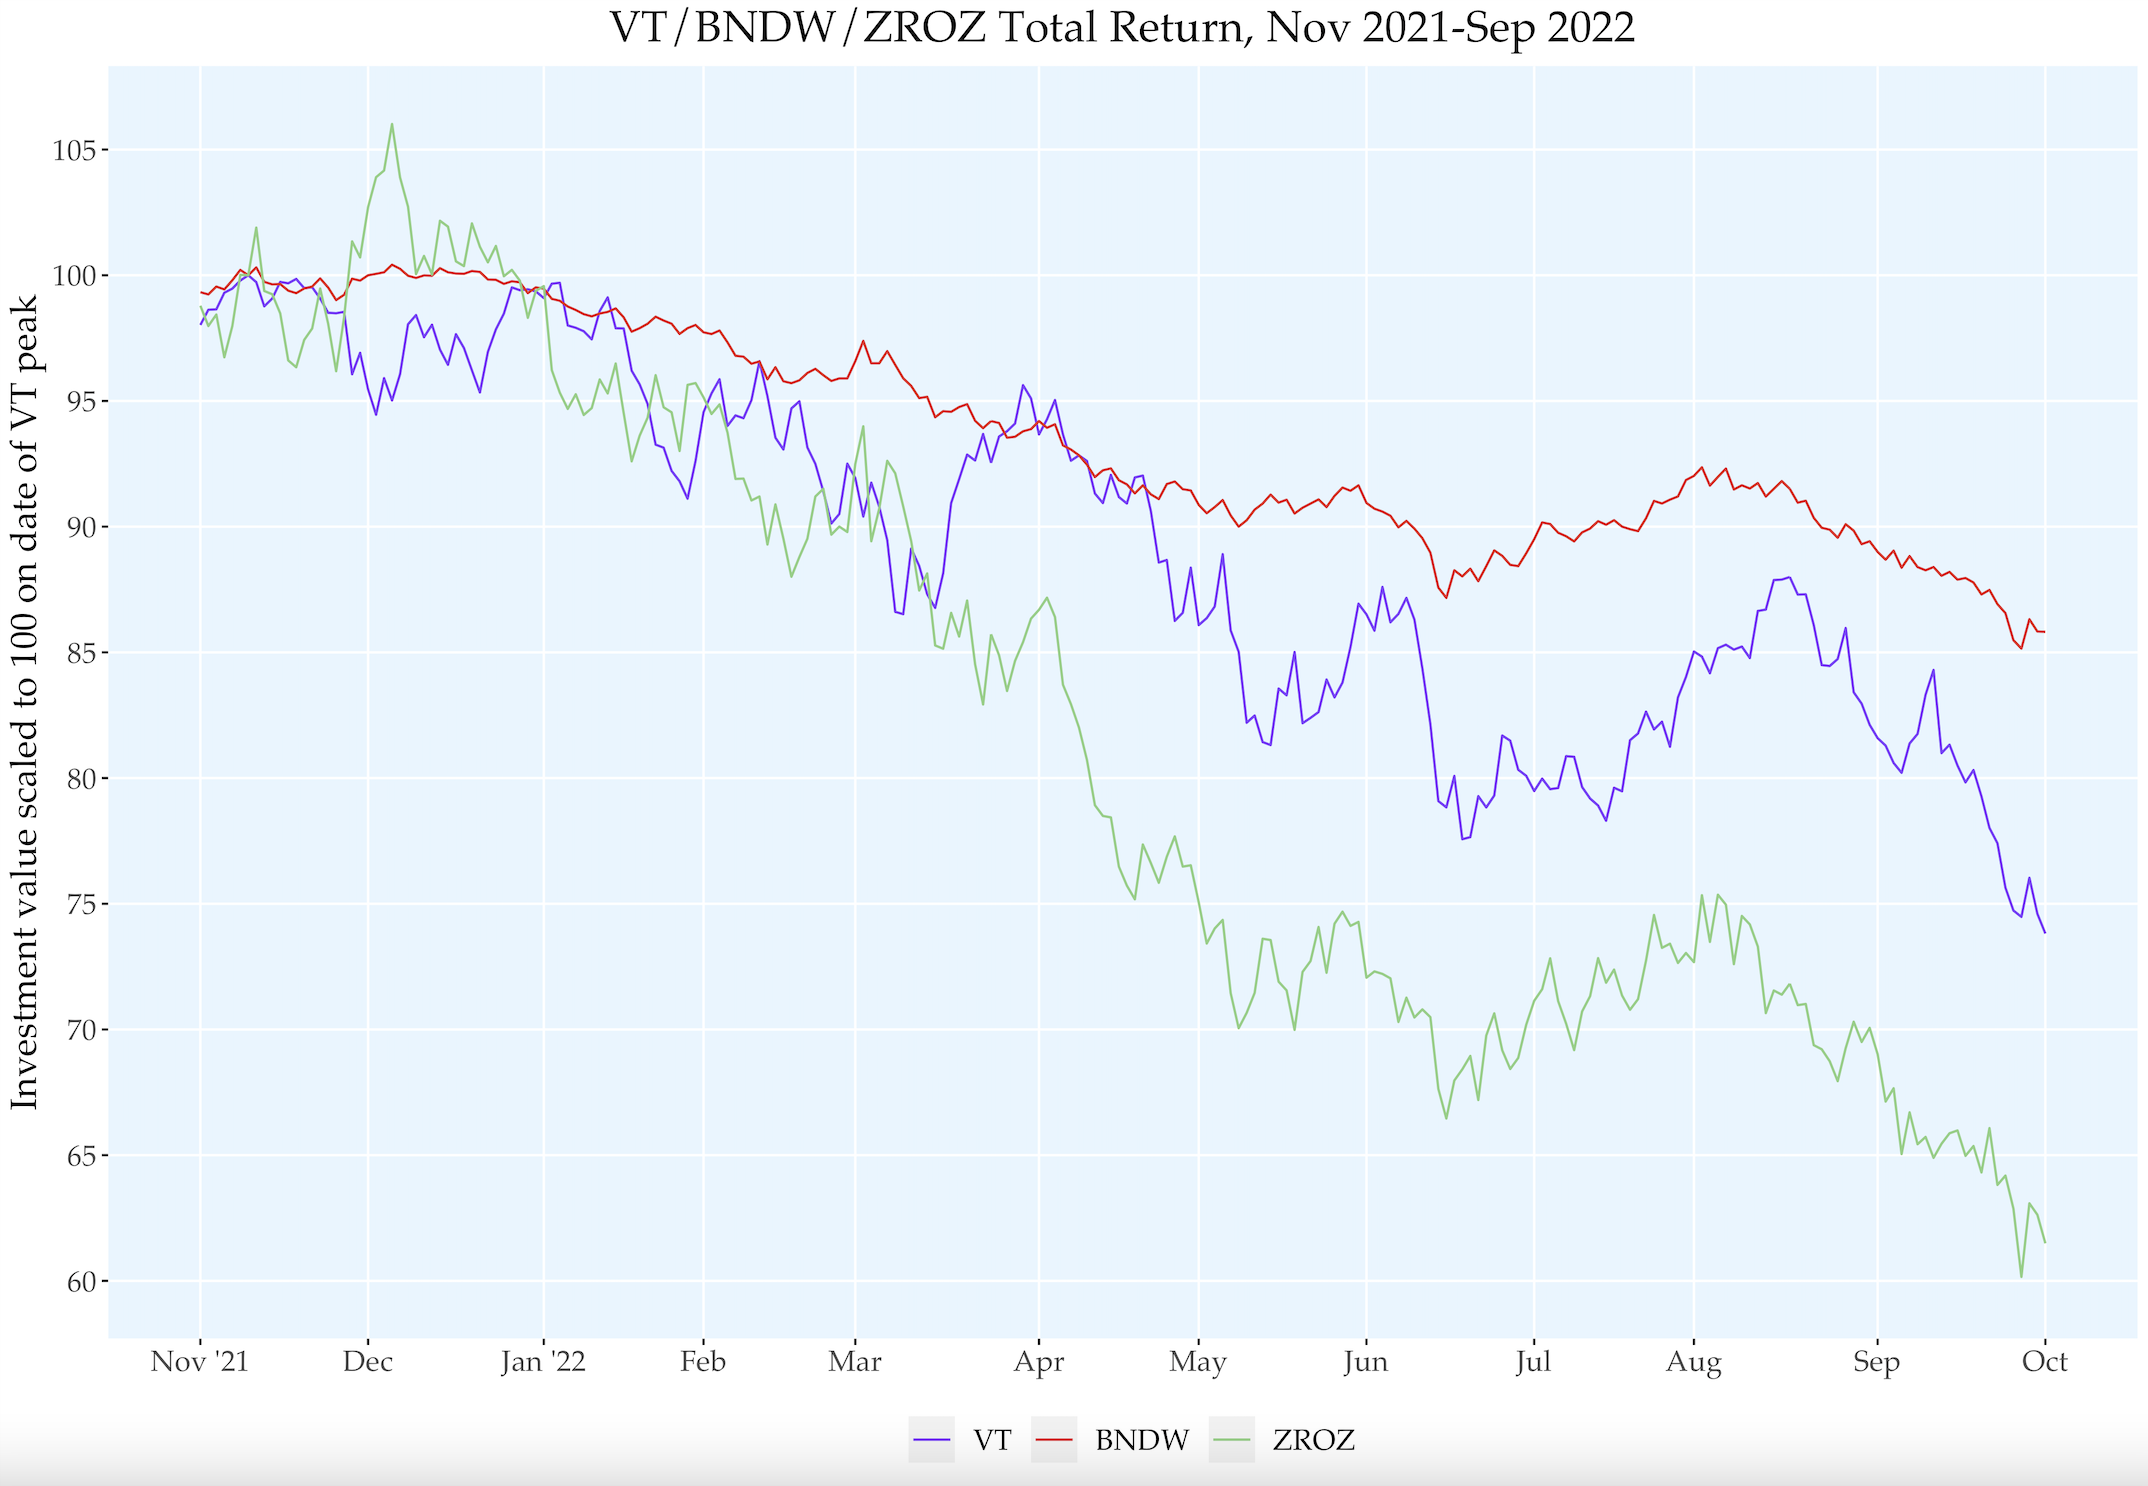 VT/BNDW/ZROZ Total Return, Nov 2021-Sep 2022
Investment value scaled to 100 on date of VT peak
105
100
95
90
85
80
75
70
65
60
Nov '21 Dec Jan '22 Feb Mar Apr May Jun Jul Aug Sep Oct
VT BNDW ZROZ